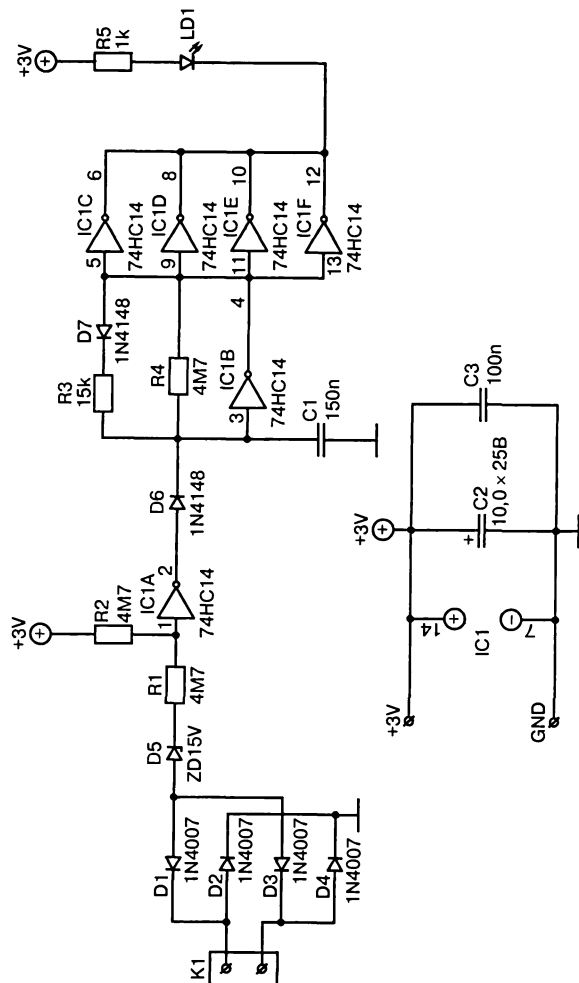 K1
D1
1N4007
D2
1N4007
D3
1N4007
D4
1N4007
D5
ZD15V
R1
4M7
+3V
R2
4M7
1
IC1A
2
74HC14
D6
1N4148
R3
15k
D7
1N4148
R4
4M7
3
IC1B
4
74HC14
C1
150n
5
IC1C
6
74HC14
9
IC1D
8
74HC14
11
IC1E
10
74HC14
13
IC1F
12
74HC14
+3V
R5
1k
LD1
+3V
GND
14
IC1
7
+3V
+
C2
10,0 × 25B
C3
100n